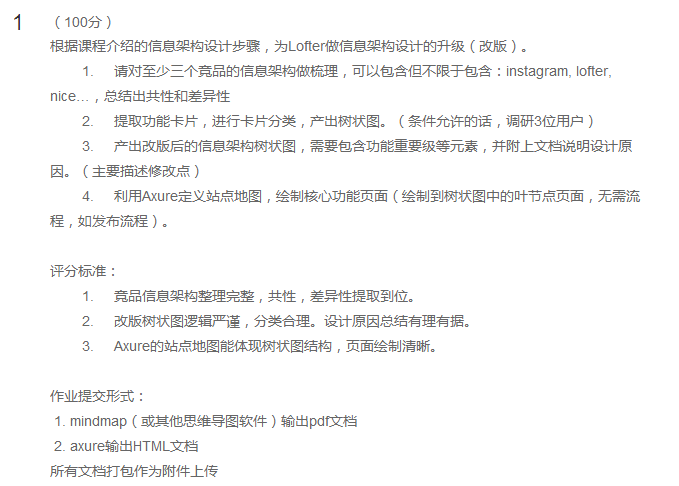 1
（100分）
根据课程介绍的信息架构设计步骤，为Lofter做信息架构设计的升级（改版）。
1. 请对至少三个竞品的信息架构做梳理，可以包含但不限于包含：instagram, lofter,
nice…，总结出共性和差异性
2. 提取功能卡片，进行卡片分类，产出树状图。（条件允许的话，调研3位用户）
3. 产出改版后的信息架构树状图，需要包含功能重要级等元素，并附上文档说明设计原
因。（主要描述修改点）
4. 利用Axure定义站点地图，绘制核心功能页面（绘制到树状图中的叶节点页面，无需流
程，如发布流程）。
评分标准：
1. 竞品信息架构整理完整，共性，差异性提取到位。
2. 改版树状图逻辑严谨，分类合理。设计原因总结有理有据。
3. Axure的站点地图能体现树状图结构，页面绘制清晰。
作业提交形式：
1. mindmap（或其他思维导图软件）输出pdf文档
2. axure输出HTML文档
所有文档打包作为附件上传